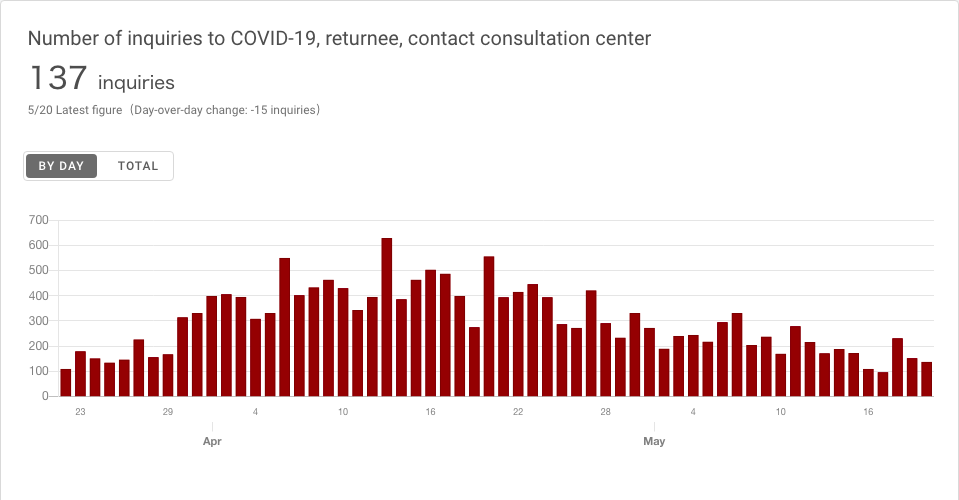 Number of inquiries to COVID-19, returnee, contact consultation center
137 inquiries
5/20 Latest figure（Day-over-day change: -15 inquiries）
BY DAY TOTAL
700
600
500
400
300
200
100
0
23 29 4 10 16 22 28 4 10 16
Apr May